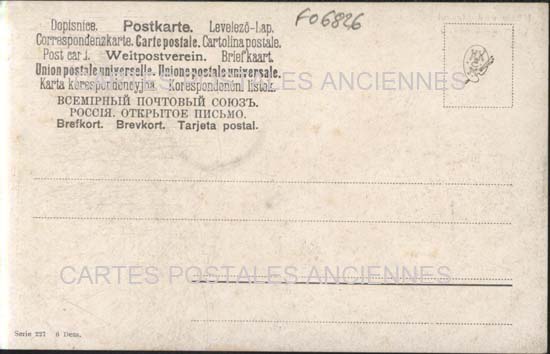 Dopisnice. Postkarte. Levelező-Lap.
F06826
Correspondenzkarte. Carte postale. Cartolina postale.
Post card. Weltpostverein. Briefkaart.
Union postale universelle. Unione postale universale.
Karta korespondencyjna. Korespondenční listek.
ВСЕМІРНЫЙ ПОЧТОВЫЙ СОЮЗЪ.
РОССІЯ. ОТКРЫТОЕ ПИСЬМО.
Brefkort. Brevkort. Tarjeta postal.
CARTES POSTALES ANCIENNES
CARTES POSTALES ANCIENNES
Serie 227 6 Dess.